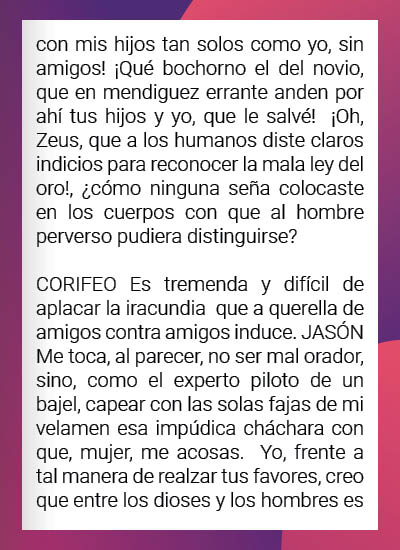 con mis hijos tan solos como yo, sin
amigos! ¡Qué bochorno el del novio,
que en mendiguez errante anden por
ahí tus hijos y yo, que le salvé! ¡Oh,
Zeus, que a los humanos diste claros
indicios para reconocer la mala ley del
oro!, ¿cómo ninguna seña colocaste
en los cuerpos con que al hombre
perverso pudiera distinguirse?

CORIFEO Es tremenda y difícil de
aplacar la iracundia que a querella de
amigos contra amigos induce. JASÓN
Me toca, al parecer, no ser mal orador,
sino, como el experto piloto de un
bajel, capear con las solas fajas de mi
velamen esa impúdica cháchara con
que, mujer, me acosas. Yo, frente a
tal manera de realzar tus favores, creo
que entre los dioses y los hombres es